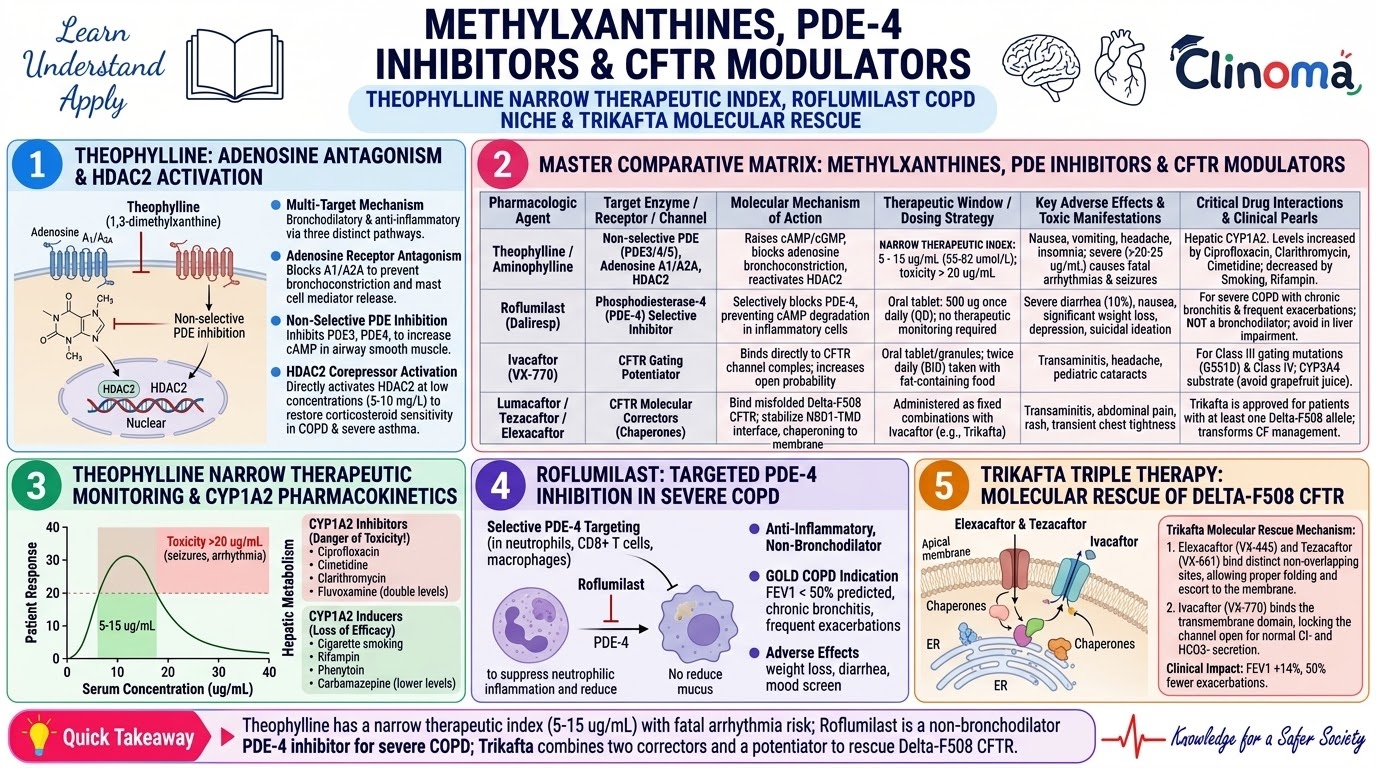 Learn
Understand
Apply
METHYLXANTHINES, PDE-4
INHIBITORS & CFTR MODULATORS
THEOPHYLLINE NARROW THERAPEUTIC INDEX, ROFLUMILAST COPD
NICHE & TRIKAFTA MOLECULAR RESCUE
Clinoma
1
THEOPHYLLINE: ADENOSINE ANTAGONISM
& HDAC2 ACTIVATION
Theophylline
(1,3-dimethylxanthine)
Adenosine
A1/A2A
CH₃
H₃C
N
N
N
N
O
O
CH₃
Non-selective
PDE inhibition
HDAC2
HDAC2
Nuclear
Multi-Target Mechanism
Bronchodilatory & anti-inflammatory
via three distinct pathways.
Adenosine Receptor Antagonism
Blocks A1/A2A to prevent
bronchoconstriction and mast
cell mediator release.
Non-Selective PDE Inhibition
Inhibits PDE3, PDE4, to increase
cAMP in airway smooth muscle.
HDAC2 Corepressor Activation
Directly activates HDAC2 at low
concentrations (5-10 mg/L) to
restore corticosteroid sensitivity
in COPD & severe asthma.
2
MASTER COMPARATIVE MATRIX: METHYLXANTHINES, PDE INHIBITORS & CFTR MODULATORS
Pharmacologic
Agent
Target Enzyme /
Receptor / Channel
Molecular Mechanism
of Action
Therapeutic Window /
Dosing Strategy
Key Adverse Effects &
Toxic Manifestations
Critical Drug Interactions
& Clinical Pearls
Theophylline /
Aminophylline
Non-selective PDE
(PDE3/4/5),
Adenosine A1/A2A,
HDAC2
Raises cAMP/cGMP,
blocks adenosine
bronchoconstriction,
reactivates HDAC2
NARROW THERAPEUTIC INDEX:
5 - 15 ug/mL (55-82 umol/L);
toxicity > 20 ug/mL
Nausea, vomiting, headache,
insomnia; severe (>20-25
ug/mL) causes fatal
arrhythmias & seizures
Hepatic CYP1A2. Levels increased
by Ciprofloxacin, Clarithromycin,
Cimetidine; decreased by
Smoking, Rifampin.
Roflumilast
(Daliresp)
Phosphodiesterase-4
(PDE-4) Selective
Inhibitor
Selectively blocks PDE-4,
preventing cAMP degradation
in inflammatory cells
Oral tablet: 500 ug once
daily (QD); no therapeutic
monitoring required
Severe diarrhea (10%), nausea,
significant weight loss,
depression, suicidal ideation
For severe COPD with chronic
bronchitis & frequent exacerbations;
NOT a bronchodilator; avoid in liver
impairment.
Ivacaftor
(VX-770)
CFTR Gating
Potentiator
Binds directly to CFTR
channel complex; increases
open probability
Oral tablet/granules; twice
daily (BID) taken with
fat-containing food
Transaminitis, headache,
pediatric cataracts
For Class III gating mutations
(G551D) & Class IV; CYP3A4
substrate (avoid grapefruit juice).
Lumacaftor /
Tezacaftor /
Elexacaftor
CFTR Molecular
Correctors
(Chaperones)
Bind misfolded Delta-F508
CFTR; stabilize NBD1-TMD
interface, chaperoning to
membrane
Administered as fixed
combinations with
Ivacaftor (e.g., Trikafta)
Transaminitis, abdominal pain,
rash, transient chest tightness
Trikafta is approved for patients
with at least one Delta-F508 allele;
transforms CF management.
3
THEOPHYLLINE NARROW THERAPEUTIC
MONITORING & CYP1A2 PHARMACOKINETICS
Patient Response
40
30
20
20
10
0
Toxicity >20 ug/mL
(seizures, arrhythmia)
5-15 ug/mL
0 10 20 30 40
Serum Concentration (ug/mL)
Hepatic Metabolism
CYP1A2 Inhibitors
(Danger of Toxicity!)
• Ciprofloxacin
• Cimetidine
• Clarithromycin
• Fluvoxamine (double levels)
CYP1A2 Inducers
(Loss of Efficacy)
• Cigarette smoking
• Rifampin
• Phenytoin
• Carbamazepine (lower levels)
4
ROFLUMILAST: TARGETED PDE-4
INHIBITION IN SEVERE COPD
Selective PDE-4 Targeting
(in neutrophils, CD8+ T cells,
macrophages)
Roflumilast
PDE-4
to suppress neutrophilic
inflammation and reduce
No reduce
mucus
Anti-Inflammatory,
Non-Bronchodilator
GOLD COPD Indication
FEV1 < 50% predicted,
chronic bronchitis,
frequent exacerbations
Adverse Effects
weight loss, diarrhea,
mood screen
5
TRIKAFTA TRIPLE THERAPY:
MOLECULAR RESCUE OF DELTA-F508 CFTR
Elexacaftor & Tezacaftor
Apical
membrane
Ivacaftor
Chaperones
Chaperones
ER
ER
Trikafta Molecular Rescue Mechanism:
1. Elexacaftor (VX-445) and Tezacaftor
(VX-661) bind distinct non-overlapping
sites, allowing proper folding and
escort to the membrane.
2. Ivacaftor (VX-770) binds the
transmembrane domain, locking the
channel open for normal Cl- and
HCO3- secretion.
Clinical Impact: FEV1 +14%, 50%
fewer exacerbations.
Quick Takeaway
Theophylline has a narrow therapeutic index (5-15 ug/mL) with fatal arrhythmia risk; Roflumilast is a non-bronchodilator
PDE-4 inhibitor for severe COPD; Trikafta combines two correctors and a potentiator to rescue Delta-F508 CFTR.
Knowledge for a Safer Society